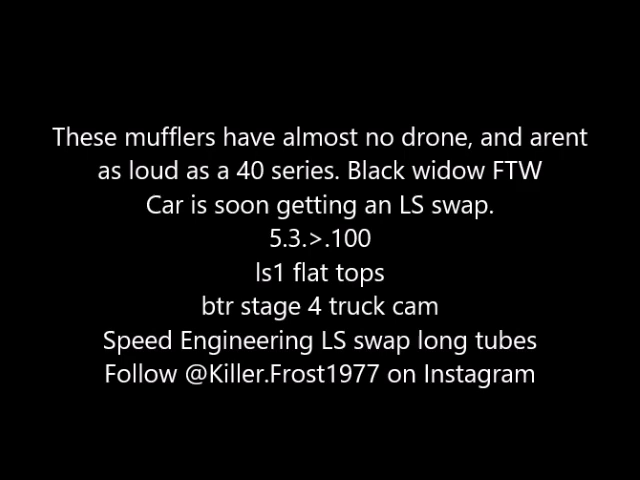 These mufflers have almost no drone, and arent
as loud as a 40 series. Black widow FTW
Car is soon getting an LS swap.
5.3.>.100
ls1 flat tops
btr stage 4 truck cam
Speed Engineering LS swap long tubes
Follow @Killer.Frost1977 on Instagram